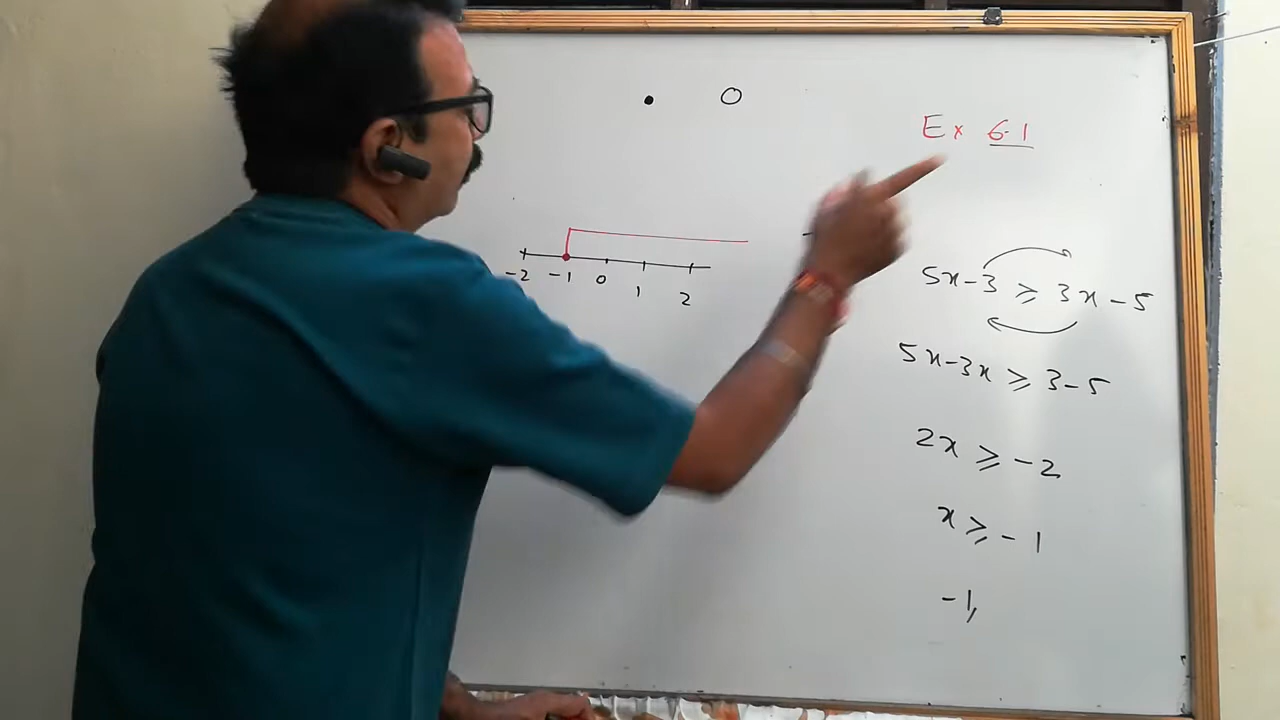 Ex 6.1
-2 -1 0 1 2
5x-3 ≥ 3x-5
5x-3x ≥ 3-5
2x ≥ -2
x ≥ -1
-1,